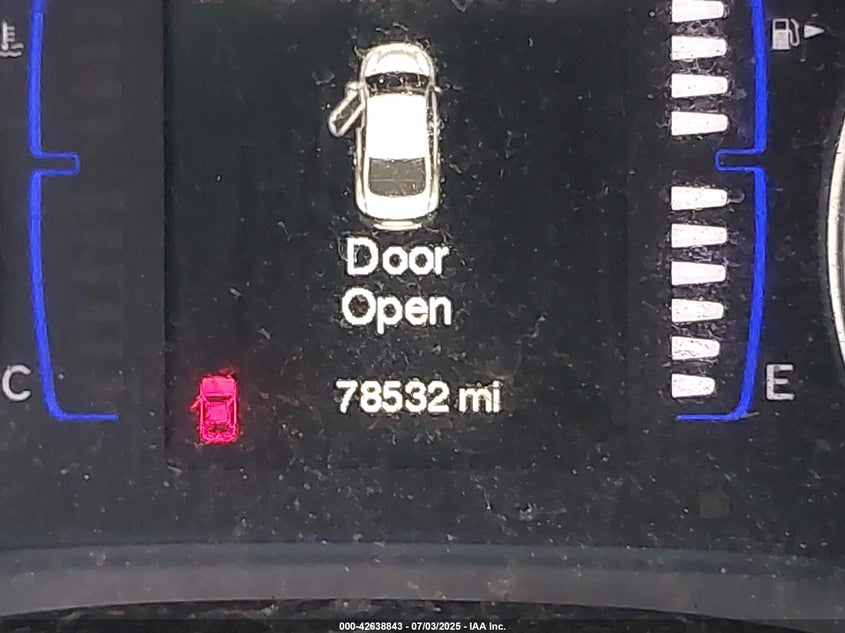 Door
Open
C
E
78532 mi
000-42638843 - 07/03/2025 - IAA Inc.